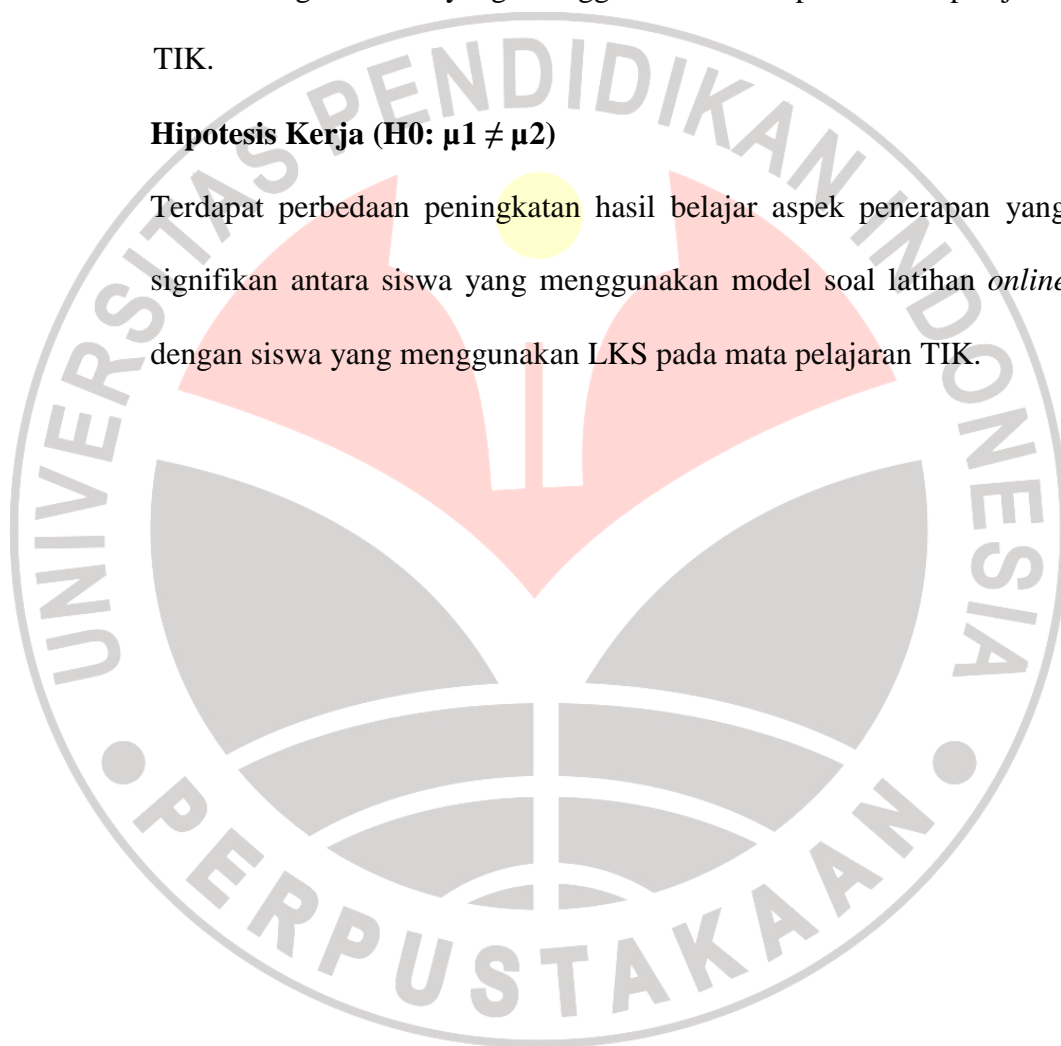 TIK.
Hipotesis Kerja (H0: µ1 ≠ µ2)
Terdapat perbedaan peningkatan hasil belajar aspek penerapan yang
signifikan antara siswa yang menggunakan model soal latihan online
dengan siswa yang menggunakan LKS pada mata pelajaran TIK.
UNIVERSITAS PENDIDIKAN INDONESIA
PERPUSTAKAAN